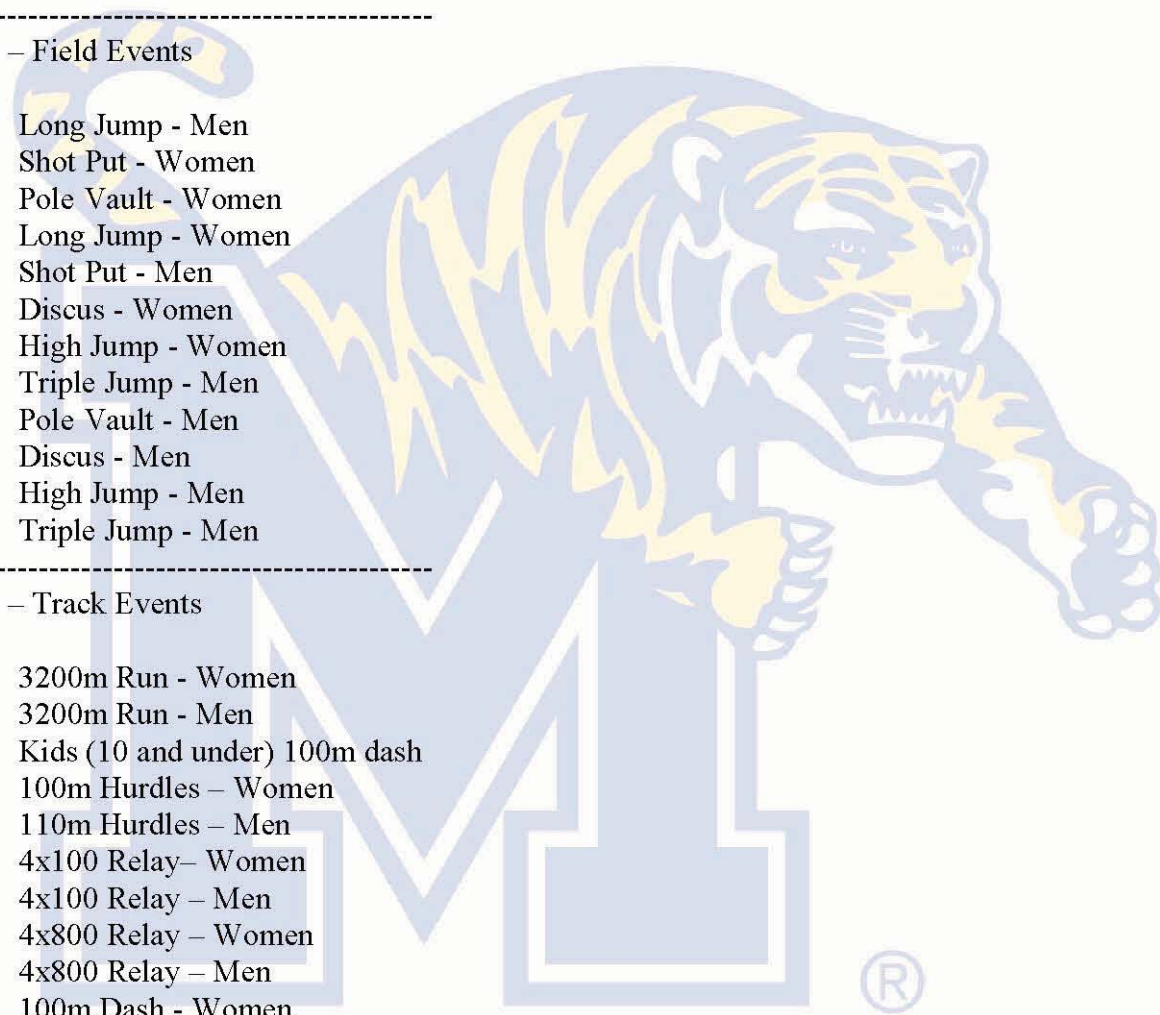 – Field Events
Long Jump - Men
Shot Put - Women
Pole Vault - Women
Long Jump - Women
Shot Put - Men
Discus - Women
High Jump - Women
Triple Jump - Men
Pole Vault - Men
Discus - Men
High Jump - Men
Triple Jump - Men
– Track Events
3200m Run - Women
3200m Run - Men
Kids (10 and under) 100m dash
100m Hurdles – Women
110m Hurdles – Men
4x100 Relay– Women
4x100 Relay – Men
4x800 Relay – Women
4x800 Relay – Men
100m Dash - Women
M
®